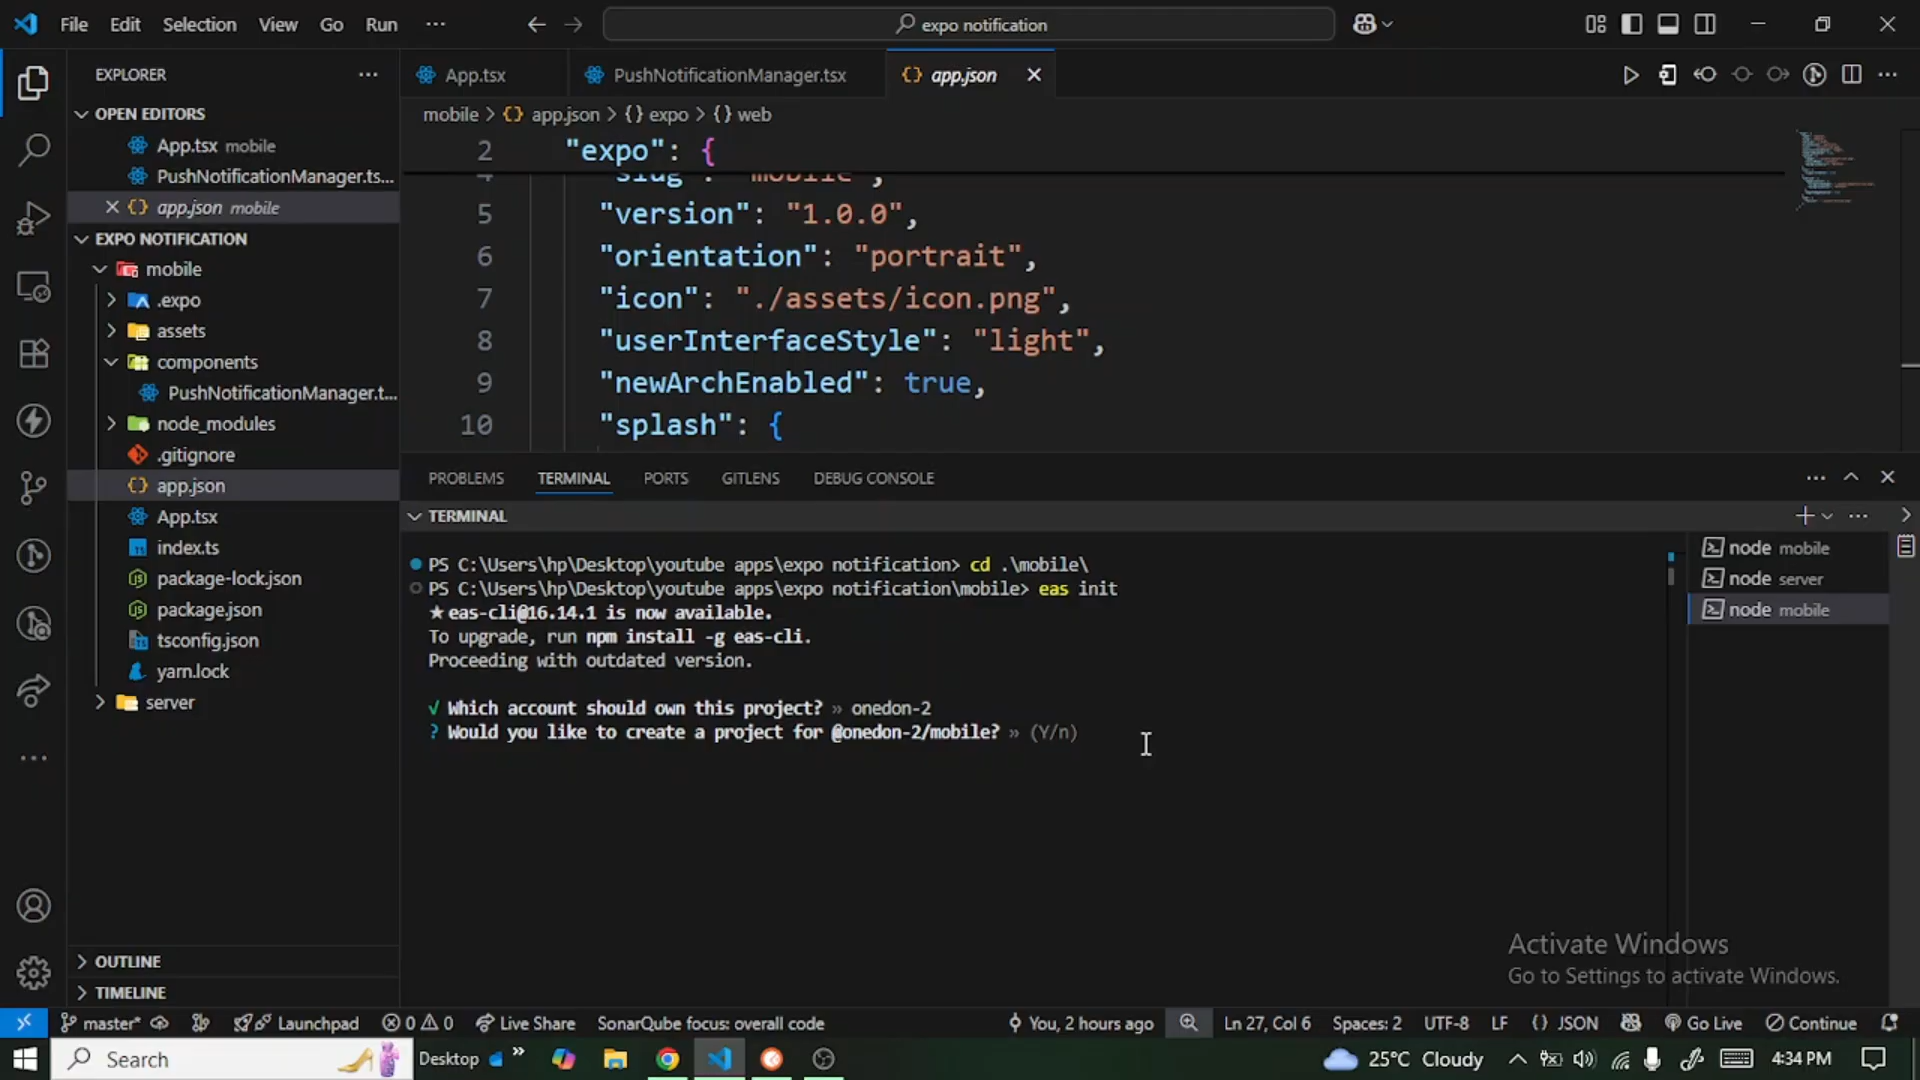 File Edit Selection View Go Run ···
expo notification
EXPLORER
App.tsx
PushNotificationManager.tsx
app.json
OPEN EDITORS
App.tsx mobile
PushNotificationManager.ts...
app.json mobile
EXPO NOTIFICATION
mobile
.expo
assets
components
PushNotificationManager.t...
node_modules
.gitignore
app.json
App.tsx
index.ts
package-lock.json
package.json
tsconfig.json
yarn.lock
server
OUTLINE
TIMELINE
mobile > {} app.json > {} expo > {} web
2 "expo": {
4 "slug": "mobile",
5 "version": "1.0.0",
6 "orientation": "portrait",
7 "icon": "./assets/icon.png",
8 "userInterfaceStyle": "light",
9 "newArchEnabled": true,
10 "splash": {
PROBLEMS TERMINAL PORTS GITLENS DEBUG CONSOLE
TERMINAL
PS C:\Users\hp\Desktop\youtube apps\expo notification> cd .\mobile\
PS C:\Users\hp\Desktop\youtube apps\expo notification\mobile> eas init
★ eas-cli@16.14.1 is now available.
To upgrade, run npm install -g eas-cli.
Proceeding with outdated version.
√ Which account should own this project? » onedon-2
? Would you like to create a project for @onedon-2/mobile? » (Y/n)
node mobile
node server
node mobile
Activate Windows
Go to Settings to activate Windows.
master* Launchpad 0 0 Live Share SonarQube focus: overall code You, 2 hours ago Ln 27, Col 6 Spaces: 2 UTF-8 LF {} JSON Go Live Continue
Search Desktop » 25°C Cloudy 4:34 PM